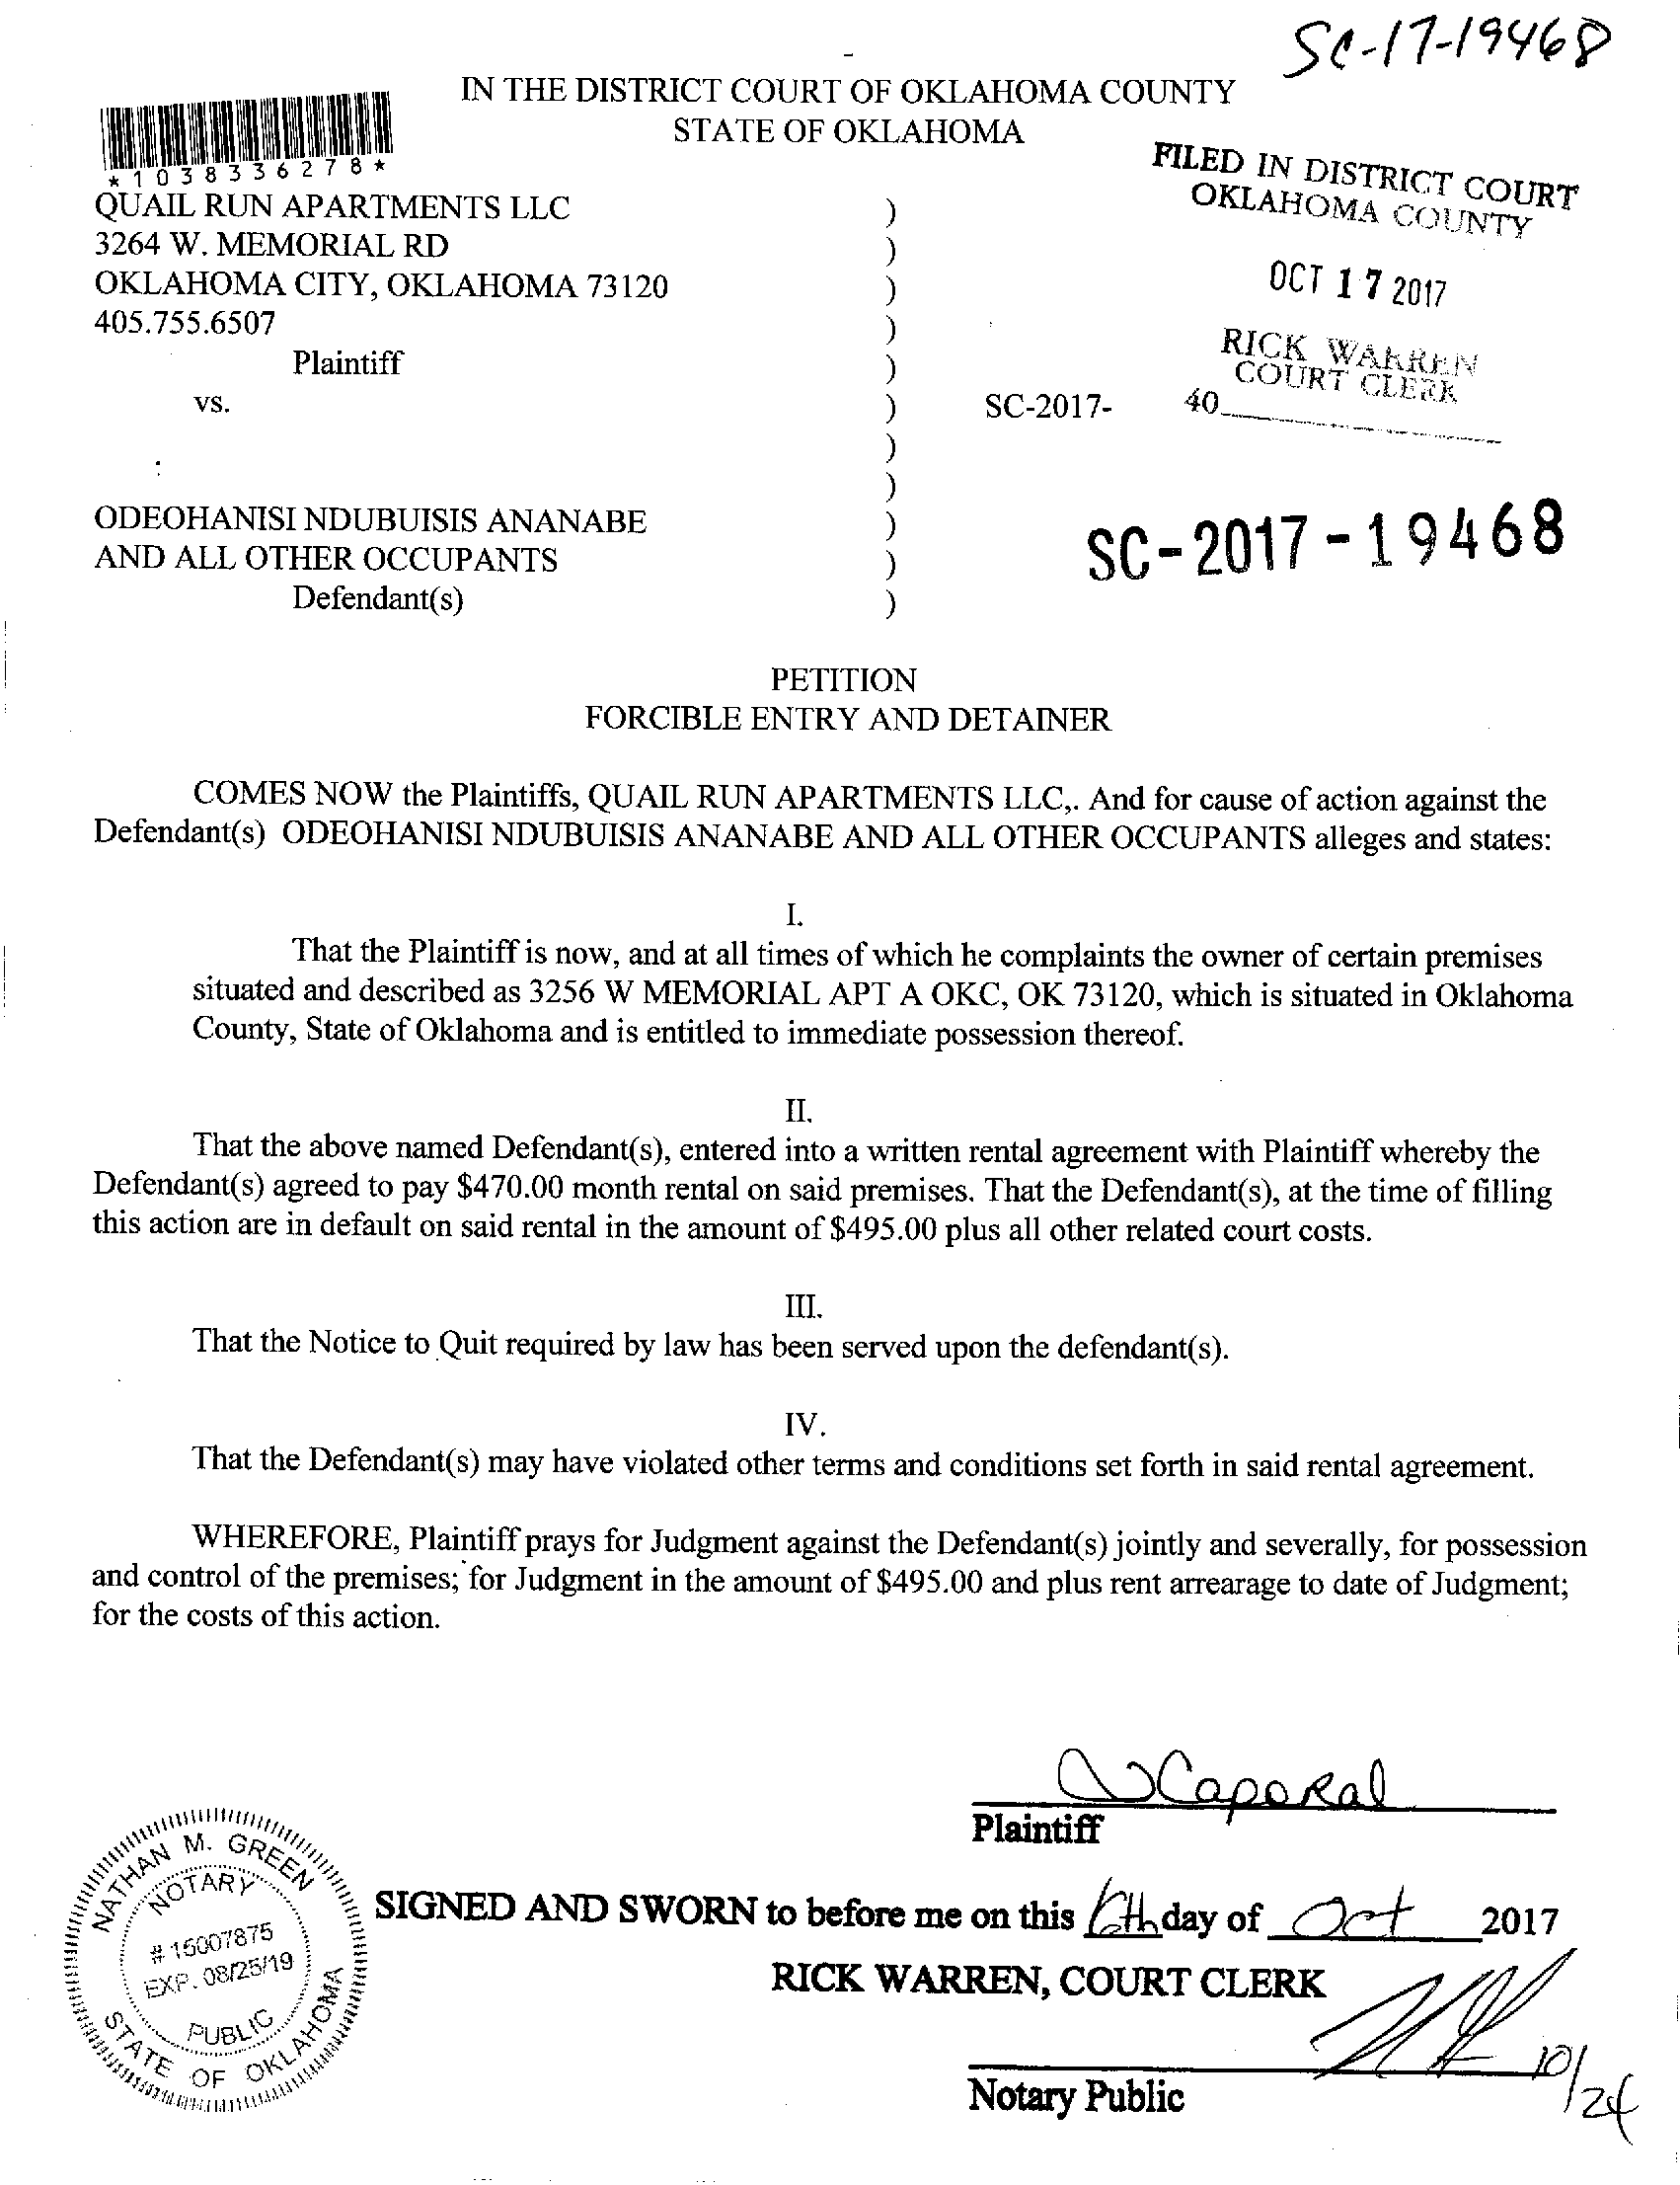 SC-17-19468
IN THE DISTRICT COURT OF OKLAHOMA COUNTY
STATE OF OKLAHOMA
*1038336278*
FILED IN DISTRICT COURT
OKLAHOMA COUNTY
OCT 17 2017
RICK WARREN
COURT CLERK
40
QUAIL RUN APARTMENTS LLC )
3264 W. MEMORIAL RD )
OKLAHOMA CITY, OKLAHOMA 73120 )
405.755.6507 )
Plaintiff )
vs. ) SC-2017-
)
)
ODEOHANISI NDUBUISIS ANANABE )
AND ALL OTHER OCCUPANTS )
Defendant(s) )
SC-2017-19468
PETITION
FORCIBLE ENTRY AND DETAINER
COMES NOW the Plaintiffs, QUAIL RUN APARTMENTS LLC,. And for cause of action against the
Defendant(s) ODEOHANISI NDUBUISIS ANANABE AND ALL OTHER OCCUPANTS alleges and states:
I.
That the Plaintiff is now, and at all times of which he complaints the owner of certain premises
situated and described as 3256 W MEMORIAL APT A OKC, OK 73120, which is situated in Oklahoma
County, State of Oklahoma and is entitled to immediate possession thereof.
II.
That the above named Defendant(s), entered into a written rental agreement with Plaintiff whereby the
Defendant(s) agreed to pay $470.00 month rental on said premises. That the Defendant(s), at the time of filling
this action are in default on said rental in the amount of $495.00 plus all other related court costs.
III.
That the Notice to Quit required by law has been served upon the defendant(s).
IV.
That the Defendant(s) may have violated other terms and conditions set forth in said rental agreement.
WHEREFORE, Plaintiff prays for Judgment against the Defendant(s) jointly and severally, for possession
and control of the premises; for Judgment in the amount of $495.00 and plus rent arrearage to date of Judgment;
for the costs of this action.
Caporal
Plaintiff
NATHAN M. GREEN
NOTARY
# 15007875
EXP. 08/25/19
PUBLIC
STATE OF OKLAHOMA
SIGNED AND SWORN to before me on this day of Oct 2017
RICK WARREN, COURT CLERK
10/24
Notary Public